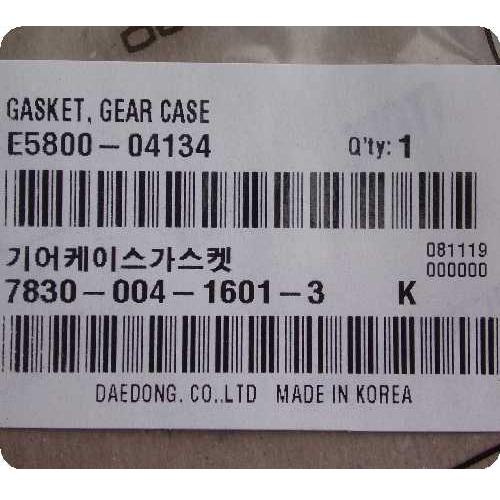 GASKET, GEAR CASE
E5800-04134 Q'ty: 1
기어케이스가스켓 081119
000000
7830-004-1601-3 K
DAEDONG. CO,.LTD MADE IN KOREA